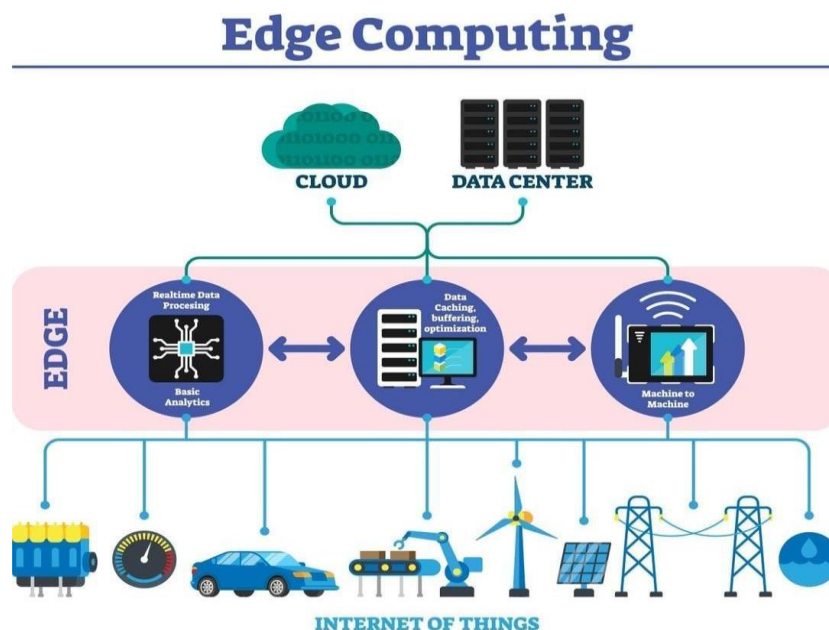 Edge Computing
CLOUD
DATA CENTER
EDGE
Realtime Data
Procesing
Basic
Analytics
Data
Caching,
buffering,
optimization
Machine to
Machine
INTERNET OF THINGS